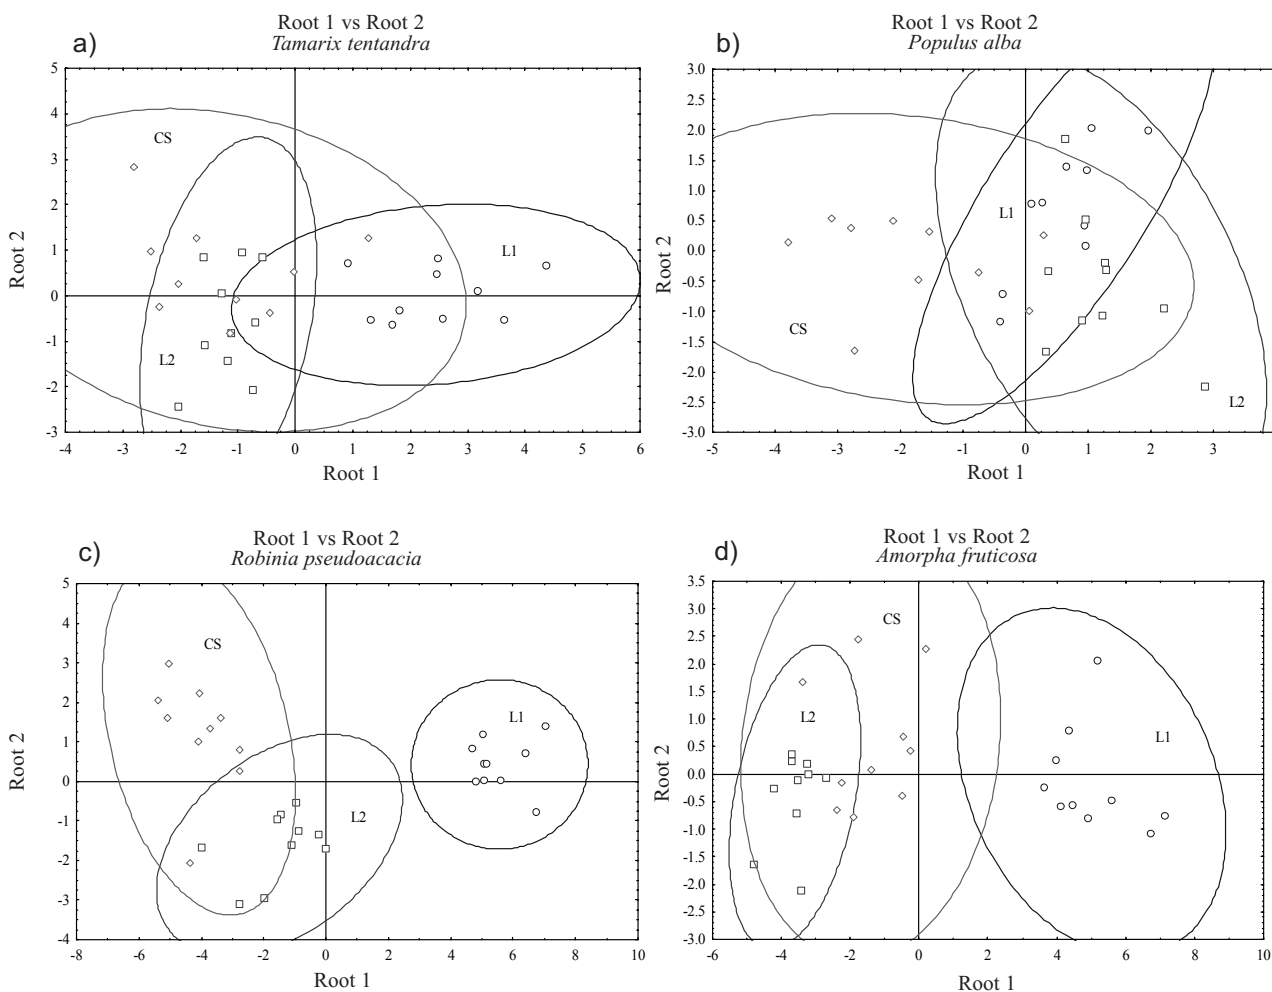 a)
Root 1 vs Root 2
Tamarix tentandra
5
4
3
2
1
0
-1
-2
-3
Root 2
CS
L1
L2
-4 -3 -2 -1 0 1 2 3 4 5 6
Root 1
b)
Root 1 vs Root 2
Populus alba
3.0
2.5
2.0
1.5
1.0
0.5
0.0
-0.5
-1.0
-1.5
-2.0
-2.5
-3.0
Root 2
L1
CS
L2
-5 -4 -3 -2 -1 0 1 2 3
Root 1
c)
Root 1 vs Root 2
Robinia pseudoacacia
5
4
3
2
1
0
-1
-2
-3
-4
Root 2
CS
L1
L2
-8 -6 -4 -2 0 2 4 6 8 10
Root 1
d)
Root 1 vs Root 2
Amorpha fruticosa
3.5
3.0
2.5
2.0
1.5
1.0
0.5
0.0
-0.5
-1.0
-1.5
-2.0
-2.5
-3.0
Root 2
CS
L2
L1
-6 -4 -2 0 2 4 6 8 10
Root 1